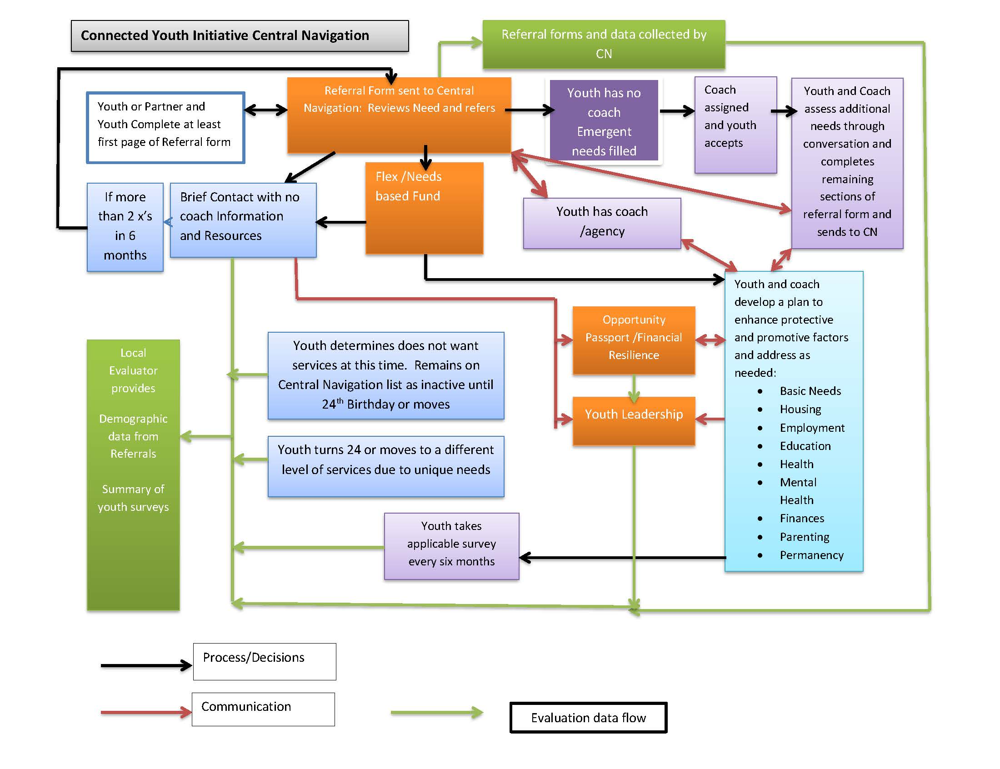 Connected Youth Initiative Central Navigation
Referral forms and data collected by
CN
Youth or Partner and
Youth Complete at least
first page of Referral form
Referral Form sent to Central
Navigation:  Reviews Need and refers
Youth has no
coach
Emergent
needs filled
Coach
assigned
and youth
accepts
Youth and Coach
assess additional
needs through
conversation and
completes
remaining
sections of
referral form and
sends to CN
If more
than 2 x's
in 6
months
Brief Contact with no
coach Information
and Resources
Flex /Needs
based Fund
Youth has coach
/agency
Youth and coach
develop a plan to
enhance protective
and promotive factors
and address as
needed:
• Basic Needs
• Housing
• Employment
• Education
• Health
• Mental
Health
• Finances
• Parenting
• Permanency
Opportunity
Passport /Financial
Resilience
Youth Leadership
Youth determines does not want
services at this time.  Remains on
Central Navigation list as inactive until
24th Birthday or moves
Youth turns 24 or moves to a different
level of services due to unique needs
Local
Evaluator
provides
Demographic
data from
Referrals
Summary of
youth surveys
Youth takes
applicable survey
every six months
Process/Decisions
Communication
Evaluation data flow